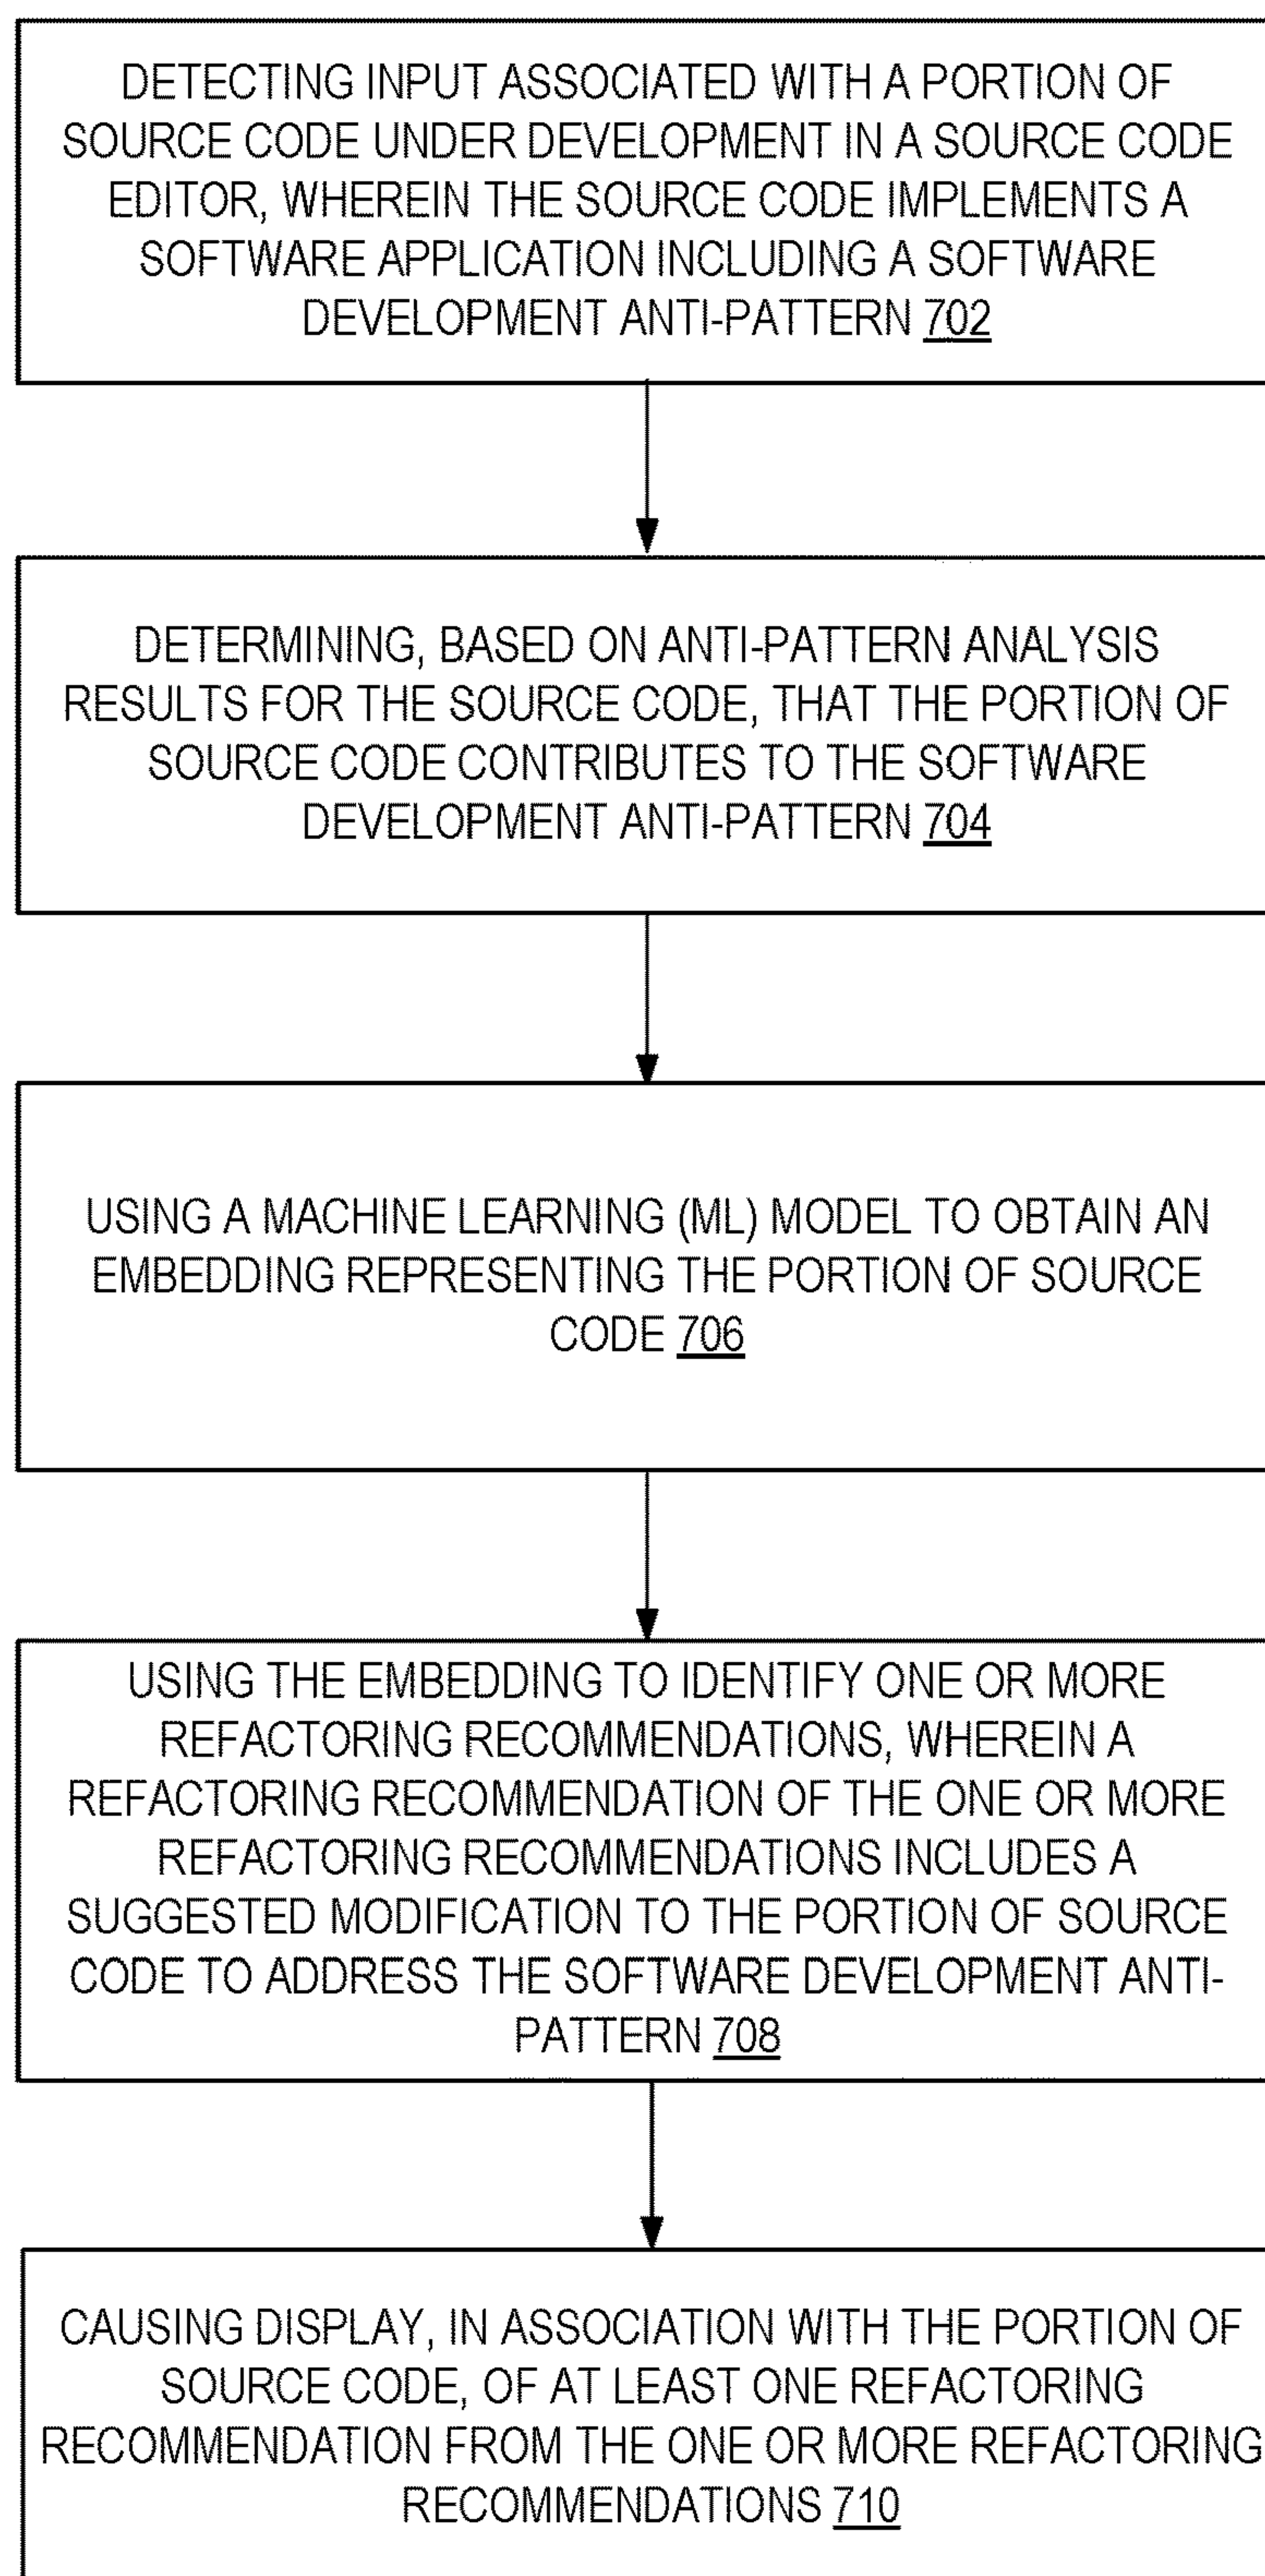 DETECTING INPUT ASSOCIATED WITH A PORTION OF
SOURCE CODE UNDER DEVELOPMENT IN A SOURCE CODE
EDITOR, WHEREIN THE SOURCE CODE IMPLEMENTS A
SOFTWARE APPLICATION INCLUDING A SOFTWARE
DEVELOPMENT ANTI-PATTERN 702
DETERMINING, BASED ON ANTI-PATTERN ANALYSIS
RESULTS FOR THE SOURCE CODE, THAT THE PORTION OF
SOURCE CODE CONTRIBUTES TO THE SOFTWARE
DEVELOPMENT ANTI-PATTERN 704
USING A MACHINE LEARNING (ML) MODEL TO OBTAIN AN
EMBEDDING REPRESENTING THE PORTION OF SOURCE
CODE 706
USING THE EMBEDDING TO IDENTIFY ONE OR MORE
REFACTORING RECOMMENDATIONS, WHEREIN A
REFACTORING RECOMMENDATION OF THE ONE OR MORE
REFACTORING RECOMMENDATIONS INCLUDES A
SUGGESTED MODIFICATION TO THE PORTION OF SOURCE
CODE TO ADDRESS THE SOFTWARE DEVELOPMENT ANTI-
PATTERN 708
CAUSING DISPLAY, IN ASSOCIATION WITH THE PORTION OF
SOURCE CODE, OF AT LEAST ONE REFACTORING
RECOMMENDATION FROM THE ONE OR MORE REFACTORING
RECOMMENDATIONS 710